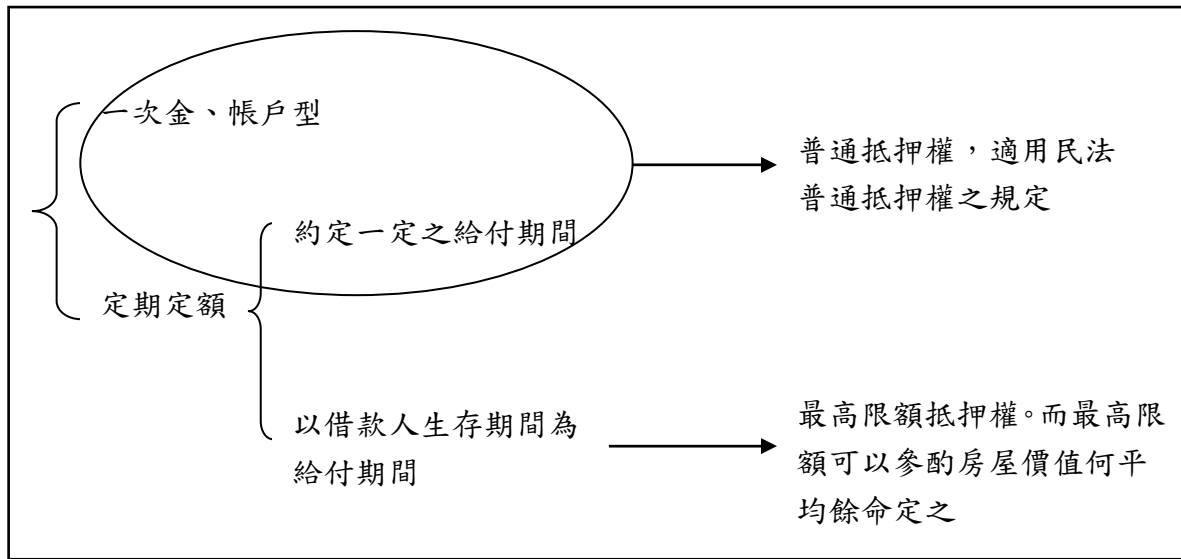 一次金、帳戶型
普通抵押權，適用民法
普通抵押權之規定
約定一定之給付期間
定期定額
以借款人生存期間為
給付期間
最高限額抵押權。而最高限
額可以參酌房屋價值何平
均餘命定之